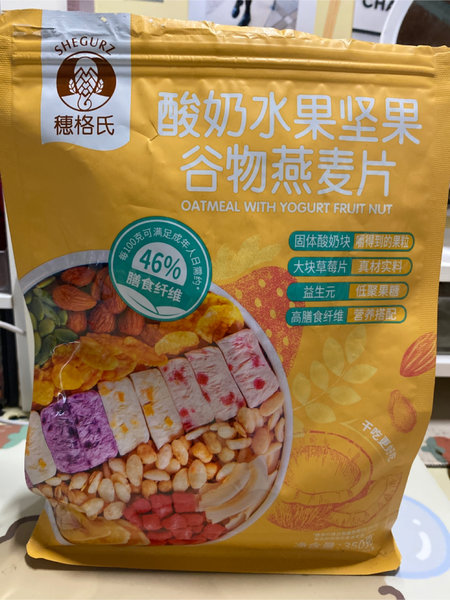 SHEGURZ
穗格氏
酸奶水果坚果
谷物燕麦片
OATMEAL WITH YOGURT FRUIT NUT
每100克可满足成年人日需的
46%
膳食纤维
固体酸奶块 看得到的果粒
大块草莓片 真材实料
益生元 低聚果糖
高膳食纤维 营养搭配
干吃更
净含量: 350
CHA